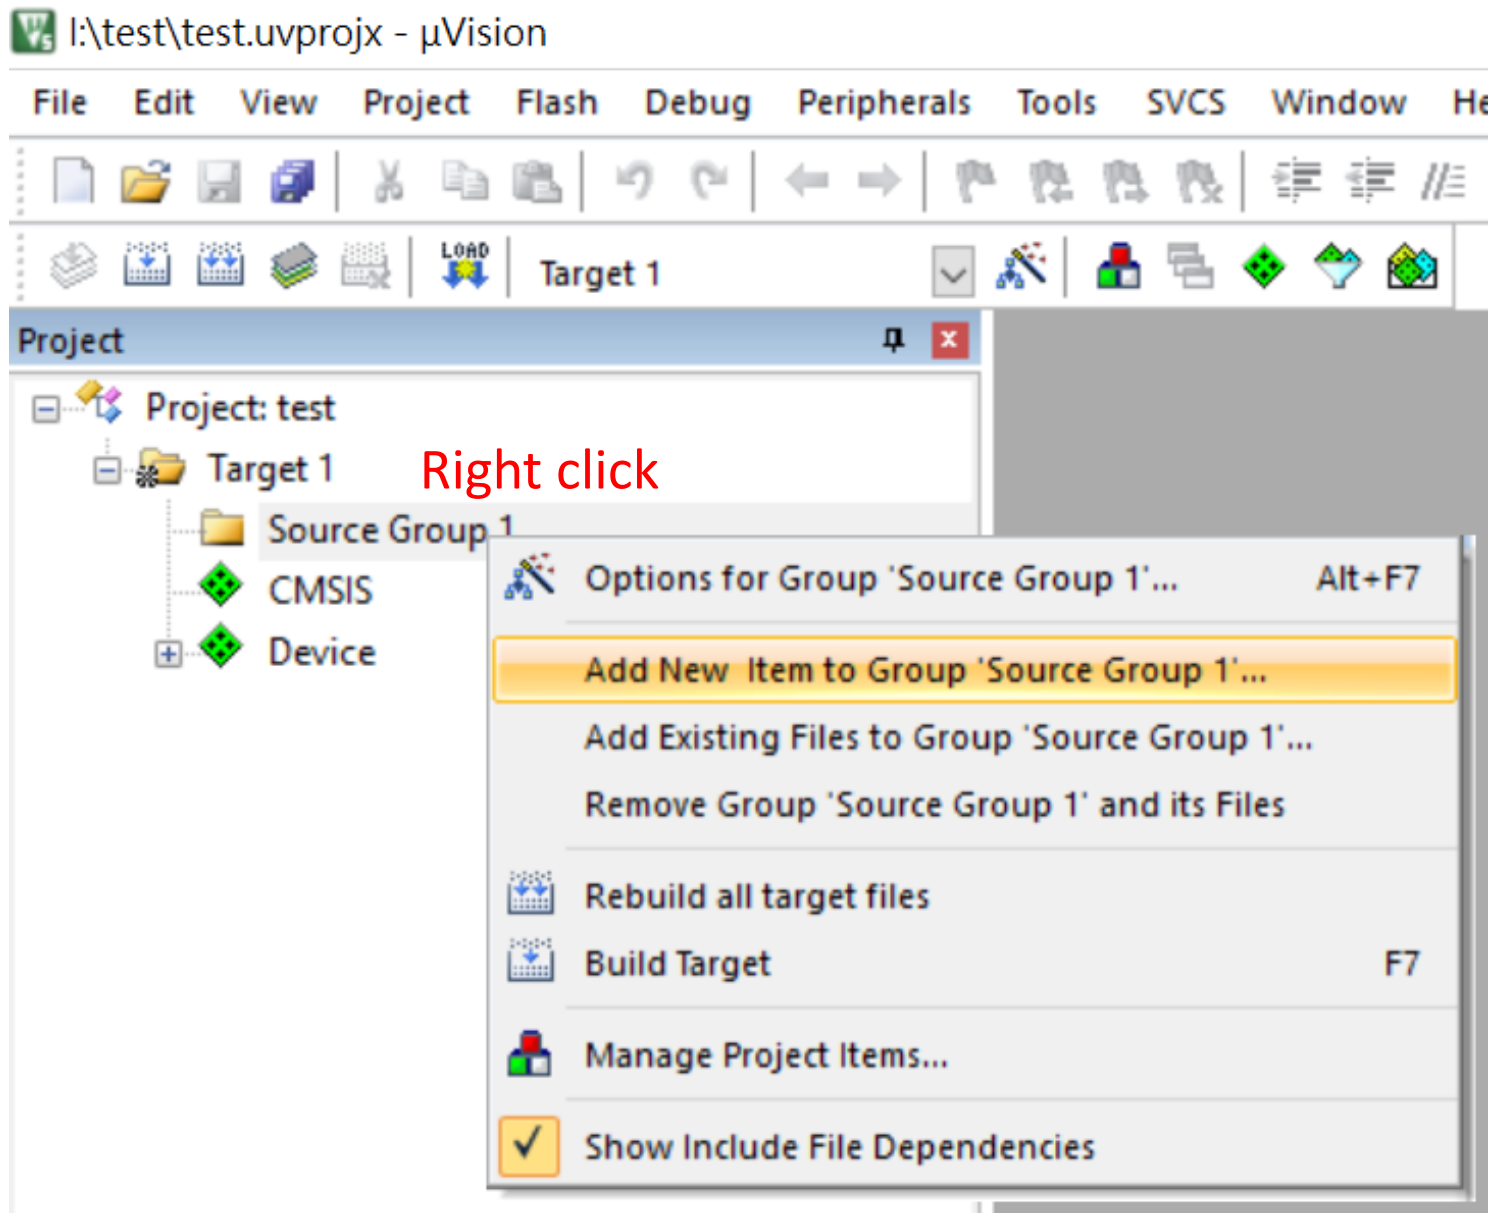 I:\test\test.uvprojx - µVision
File Edit View Project Flash Debug Peripherals Tools SVCS Window He
LOAD Target 1
Project
Project: test
Target 1 Right click
Source Group 1
CMSIS
Device
Options for Group 'Source Group 1'... Alt+F7
Add New  Item to Group 'Source Group 1'...
Add Existing Files to Group 'Source Group 1'...
Remove Group 'Source Group 1' and its Files
Rebuild all target files
Build Target F7
Manage Project Items...
Show Include File Dependencies